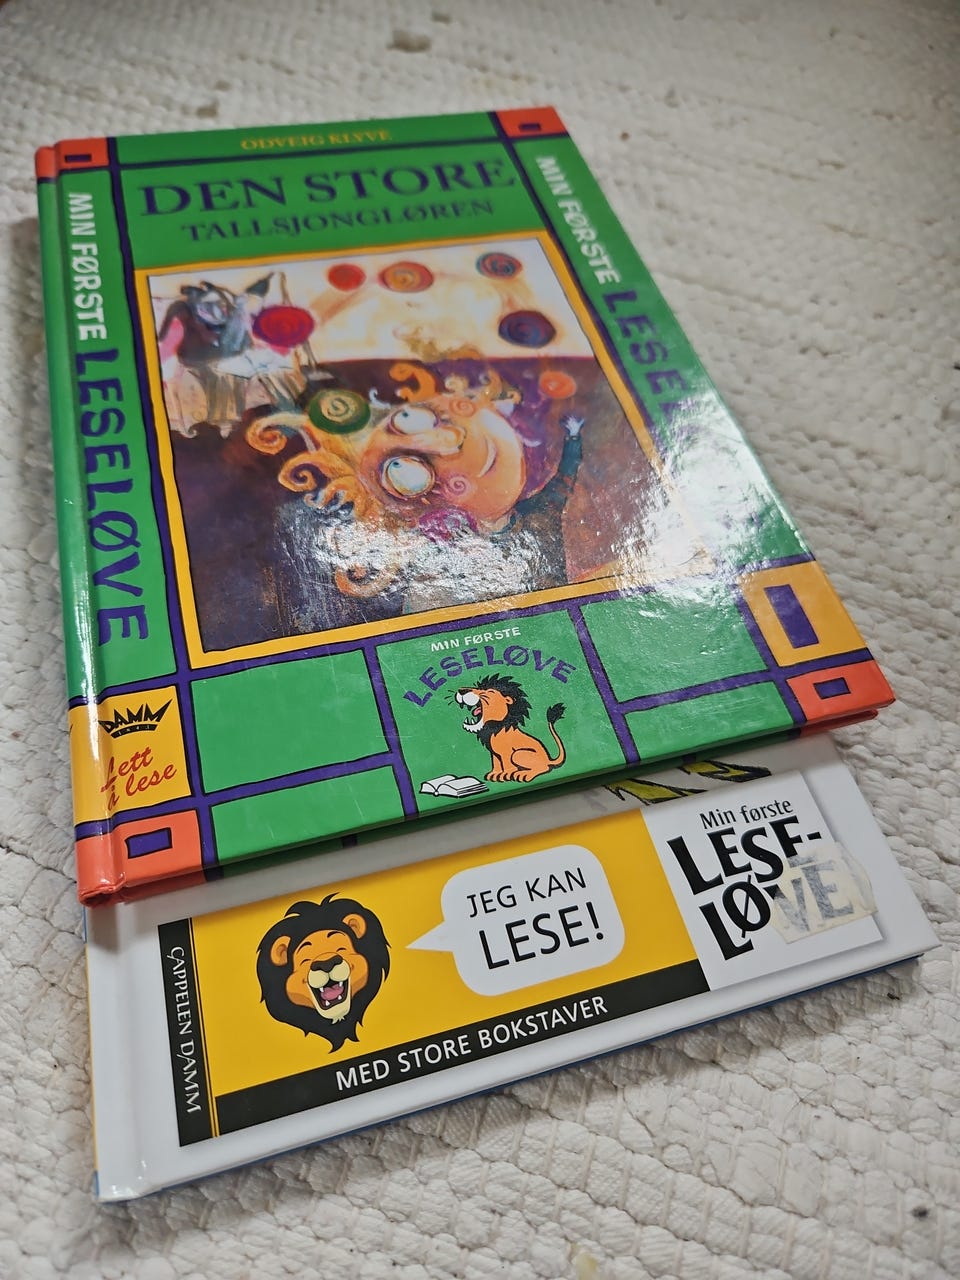 ODVEIG KLYVE
DEN STORE
TALLSJONGLØREN
MIN FØRSTE LESELØVE
MIN FØRSTE
MIN FØRSTE
LESELØVE
DAMM
Lett
å lese
JEG KAN
LESE!
MED STORE BOKSTAVER
CAPPELEN DAMM
Min første
LESE-
LØVE